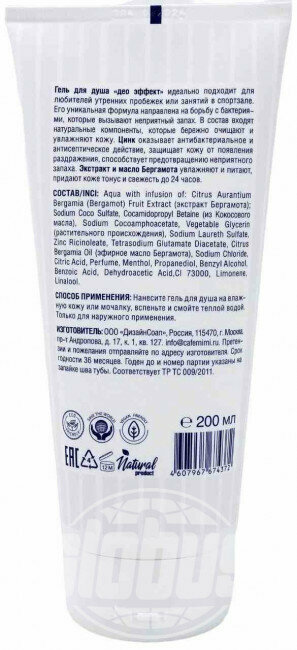 Гель для душа «део эффект» идеально подходит для
любителей утренних пробежек или занятий в спортзале.
Его уникальная формула направлена на борьбу с бактерия-
ми, которые вызывают неприятный запах. В состав входят
натуральные компоненты, которые бережно очищают и
увлажняют кожу. Цинк оказывает антибактериальное и
антисептическое действие, защищает кожу от появления
раздражения, способствует предотвращению неприятного
запаха. Экстракт и масло Бергамота увлажняют и питают,
придают коже тонус и свежесть до 24 часов.
СОСТАВ/INCI: Aqua with infusion of: Citrus Aurantium
Bergamia (Bergamot) Fruit Extract (экстракт Бергамота);
Sodium Coco Sulfate, Cocamidopropyl Betaine (из Кокосового
масла), Sodium Cocoamphoacetate, Vegetable Glycerin
(растительного происхождения), Sodium Laureth Sulfate,
Zinc Ricinoleate, Tetrasodium Glutamate Diacetate, Citrus
Bergamia Oil (эфирное масло Бергамота), Sodium Chloride,
Citric Acid, Perfume, Menthol, Propanediol, Benzyl Alcohol,
Benzoic Acid, Dehydroacetic Acid,CI 73000, Limonene,
Linalool.
СПОСОБ ПРИМЕНЕНИЯ: Нанесите гель для душа на влаж-
ную кожу или мочалку, вспеньте и смойте теплой водой.
Только для наружного применения.
ИЗГОТОВИТЕЛЬ: ООО «ДизайнСоап», Россия, 115470, г. Москва,
пр-т Андропова, д. 17, к. 1, кв. 127. info@cafemimi.ru. Претен-
зии и пожелания отправлять по адресу изготовителя. Срок
годности 36 месяцев. Годен до и номер партии указаны на
запайке шва тубы. Соответствует ТР ТС 009/2011.
℮ 200 МЛ
EAC
12M
Natural
product
4607967674372
globus